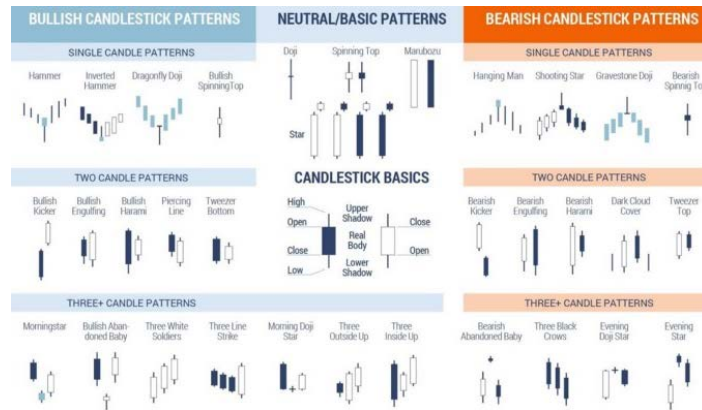 BULLISH CANDLESTICK PATTERNS
SINGLE CANDLE PATTERNS
Hammer
Inverted
Hammer
Dragonfly Doji
Bullish
SpinningTop
TWO CANDLE PATTERNS
Bullish
Kicker
Bullish
Engulfing
Bullish
Harami
Piercing
Line
Tweezer
Bottom
NEUTRAL/BASIC PATTERNS
Doji
Spinning Top
Marubozu
Star
CANDLESTICK BASICS
High
Open
Close
Low
Upper
Shadow
Real
Body
Lower
Shadow
Close
Open
THREE+ CANDLE PATTERNS
Morningstar
Bullish Aban-
doned Baby
Three White
Soldiers
Three Line
Strike
Morning Doji
Star
Three
Outside Up
Three
Inside Up
BEARISH CANDLESTICK PATTERNS
SINGLE CANDLE PATTERNS
Hanging Man
Shooting Star
Gravestone Doji
Bearish
Spinnig To
TWO CANDLE PATTERNS
Bearish
Kicker
Bearish
Engulfing
Bearish
Harami
Dark Cloud
Cover
Tweezer
Top
THREE+ CANDLE PATTERNS
Bearish
Abandoned Baby
Three Black
Crows
Evening
Doji Star
Evening
Star